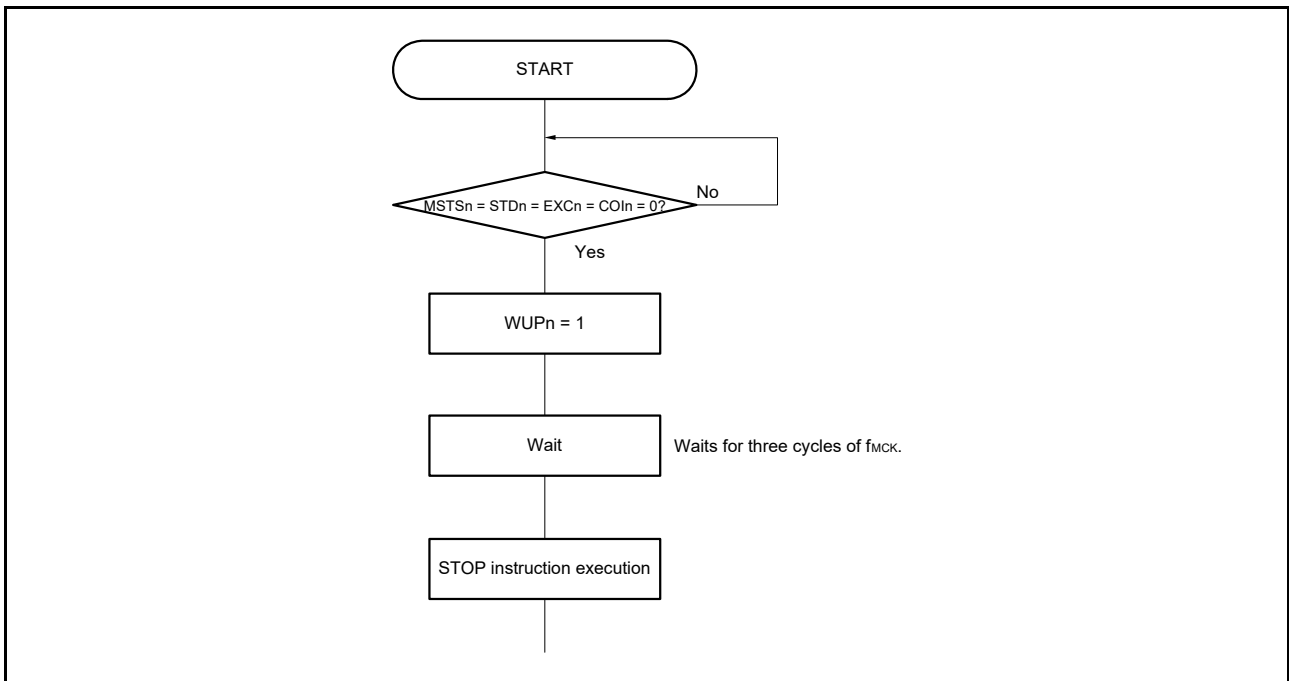 START
No
MSTSn = STDn = EXCn = COIn = 0?
Yes
WUPn = 1
Wait
Waits for three cycles of fMCK.
STOP instruction execution